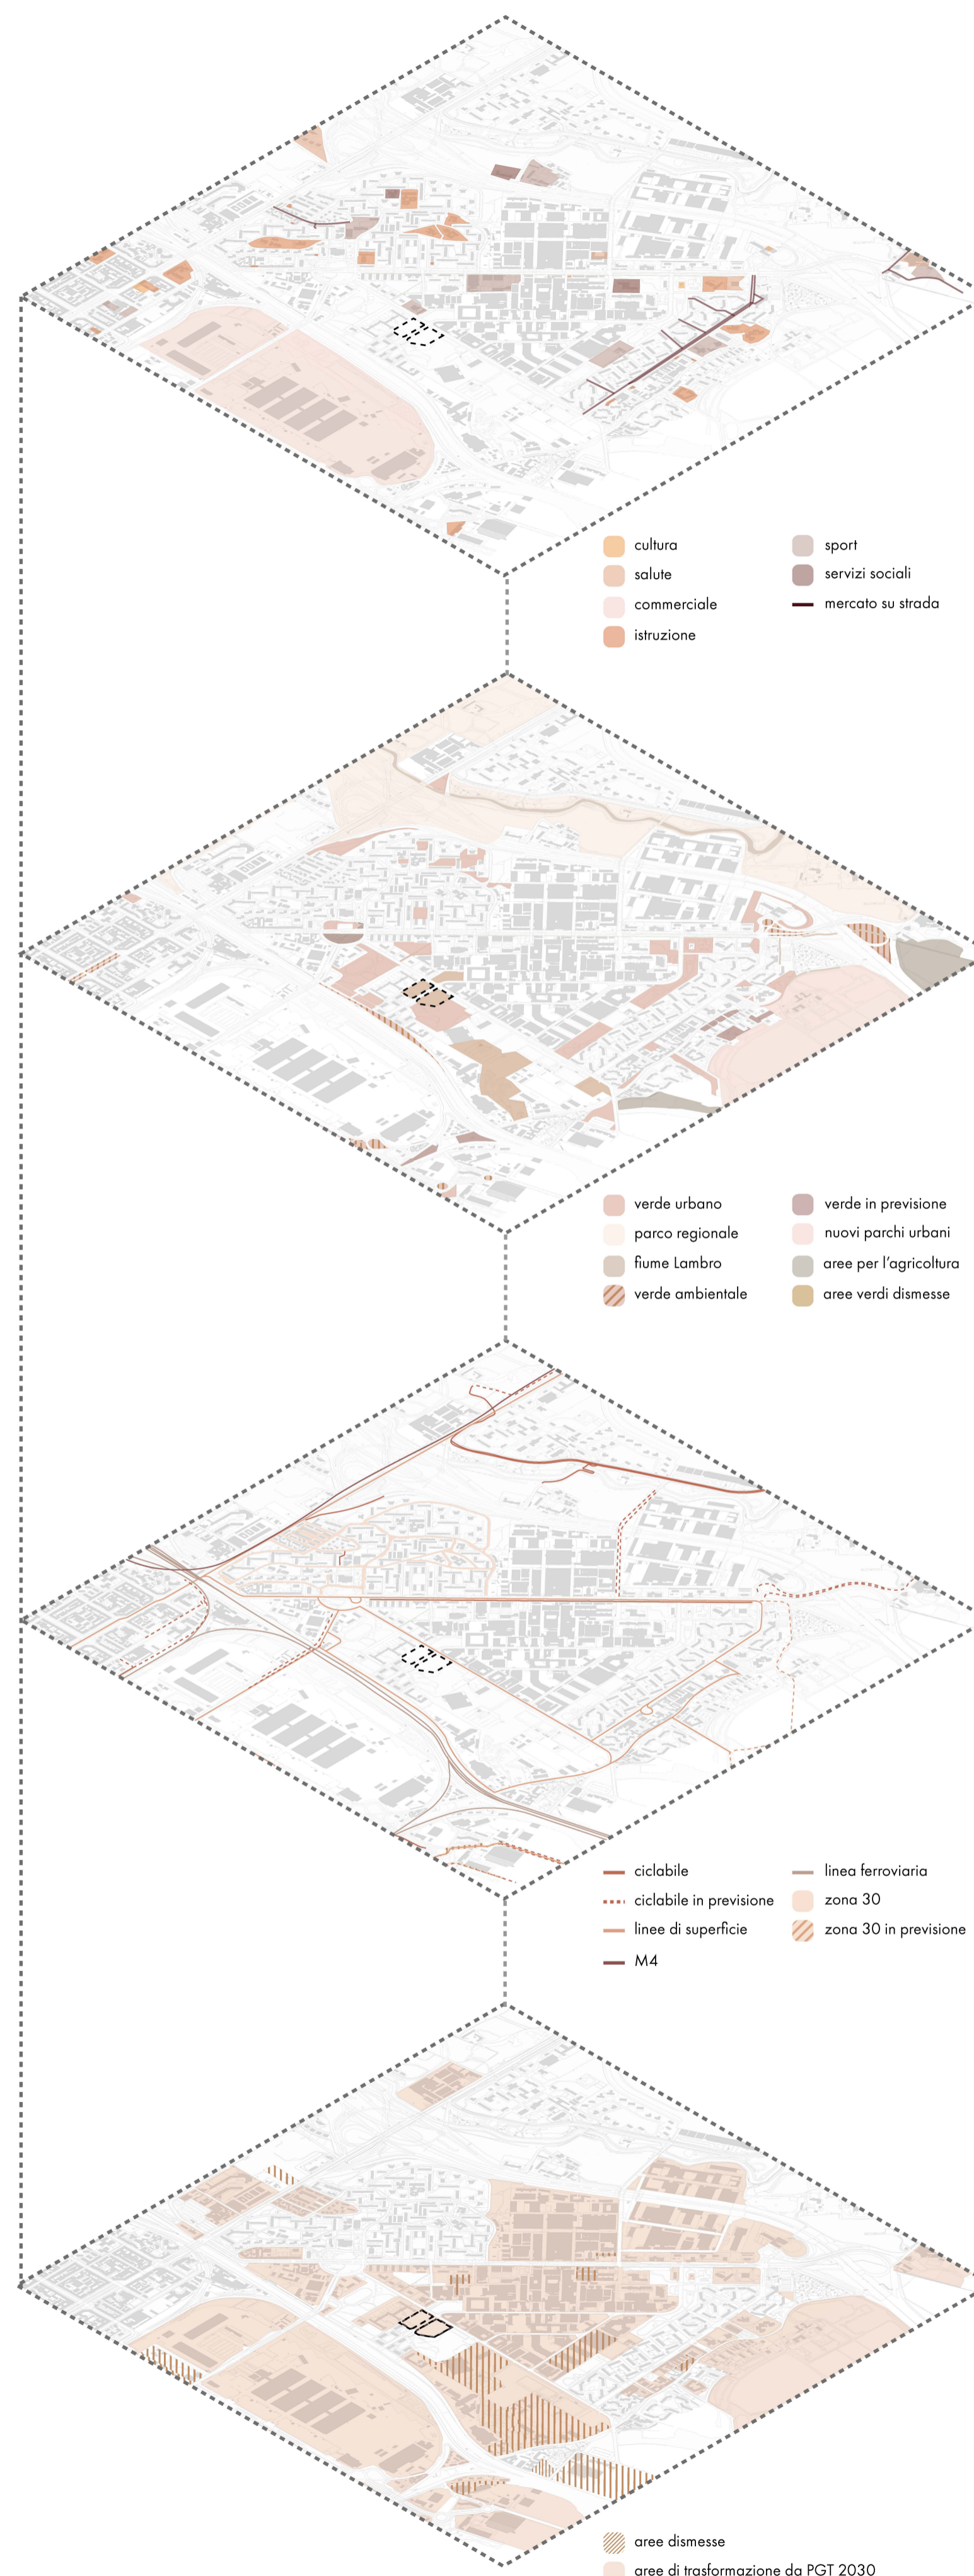 cultura
salute
commerciale
istruzione
sport
servizi sociali
mercato su strada
verde urbano
parco regionale
fiume Lambro
verde ambientale
verde in previsione
nuovi parchi urbani
aree per l'agricoltura
aree verdi dismesse
ciclabile
ciclabile in previsione
linee di superficie
M4
linea ferroviaria
zona 30
zona 30 in previsione
aree dismesse
aree di trasformazione da PGT 2030